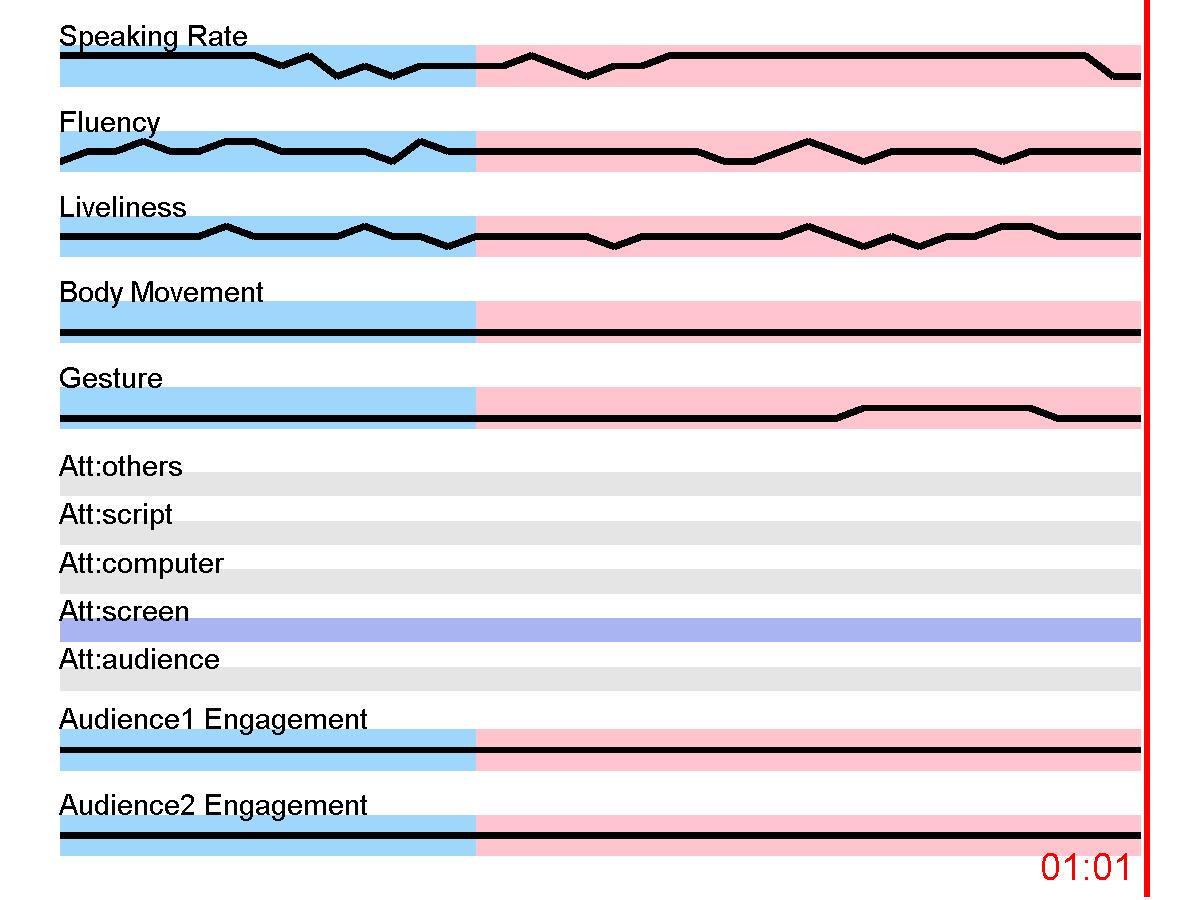 Speaking Rate
Fluency
Liveliness
Body Movement
Gesture
Att:others
Att:script
Att:computer
Att:screen
Att:audience
Audience1 Engagement
Audience2 Engagement
01:01